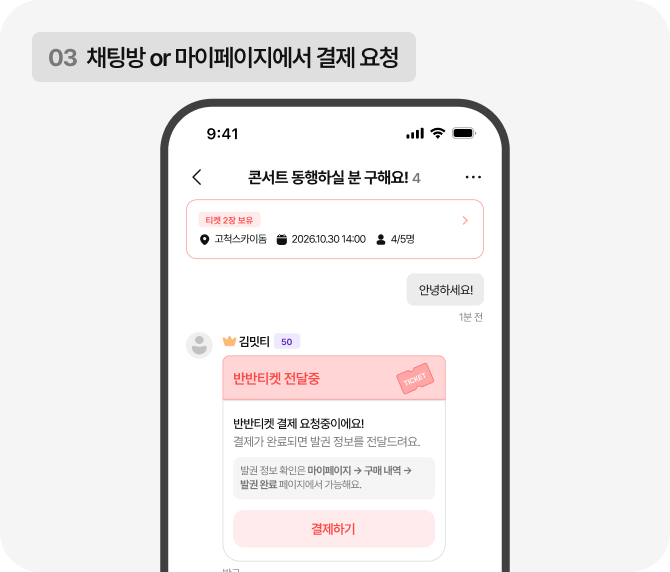 03 채팅방 or 마이페이지에서 결제 요청
9:41
콘서트 동행하실 분 구해요! 4
티켓 2장 보유
고척스카이돔 2026.10.30 14:00 4/5명
안녕하세요!
1분 전
김밋티 50
반반티켓 전달중
TICKET
반반티켓 결제 요청중이에요!
결제가 완료되면 발권 정보를 전달드려요.
발권 정보 확인은 마이페이지 → 구매 내역 →
발권 완료 페이지에서 가능해요.
결제하기